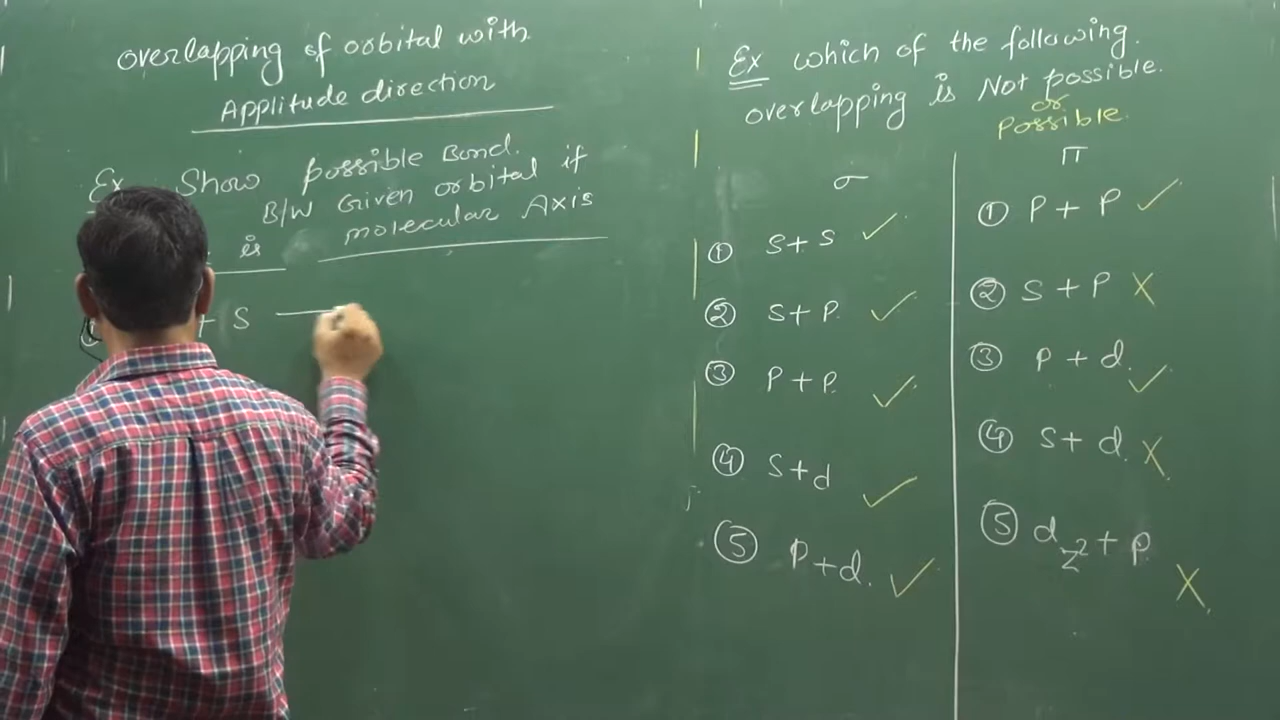 overlapping of orbital with
Applitude direction
Ex Show possible Bond.
B/W Given orbital if
is molecular Axis
+ S
Ex which of the following.
overlapping is Not possible.
or
Possible.
σ
① S + S ✓
② S + P. ✓
③ P + P. ✓
④ S + d ✓
⑤ P + d. ✓
π
① P + P ✓
② S + P X
③ P + d. ✓
④ S + d. X
⑤ dz² + P X